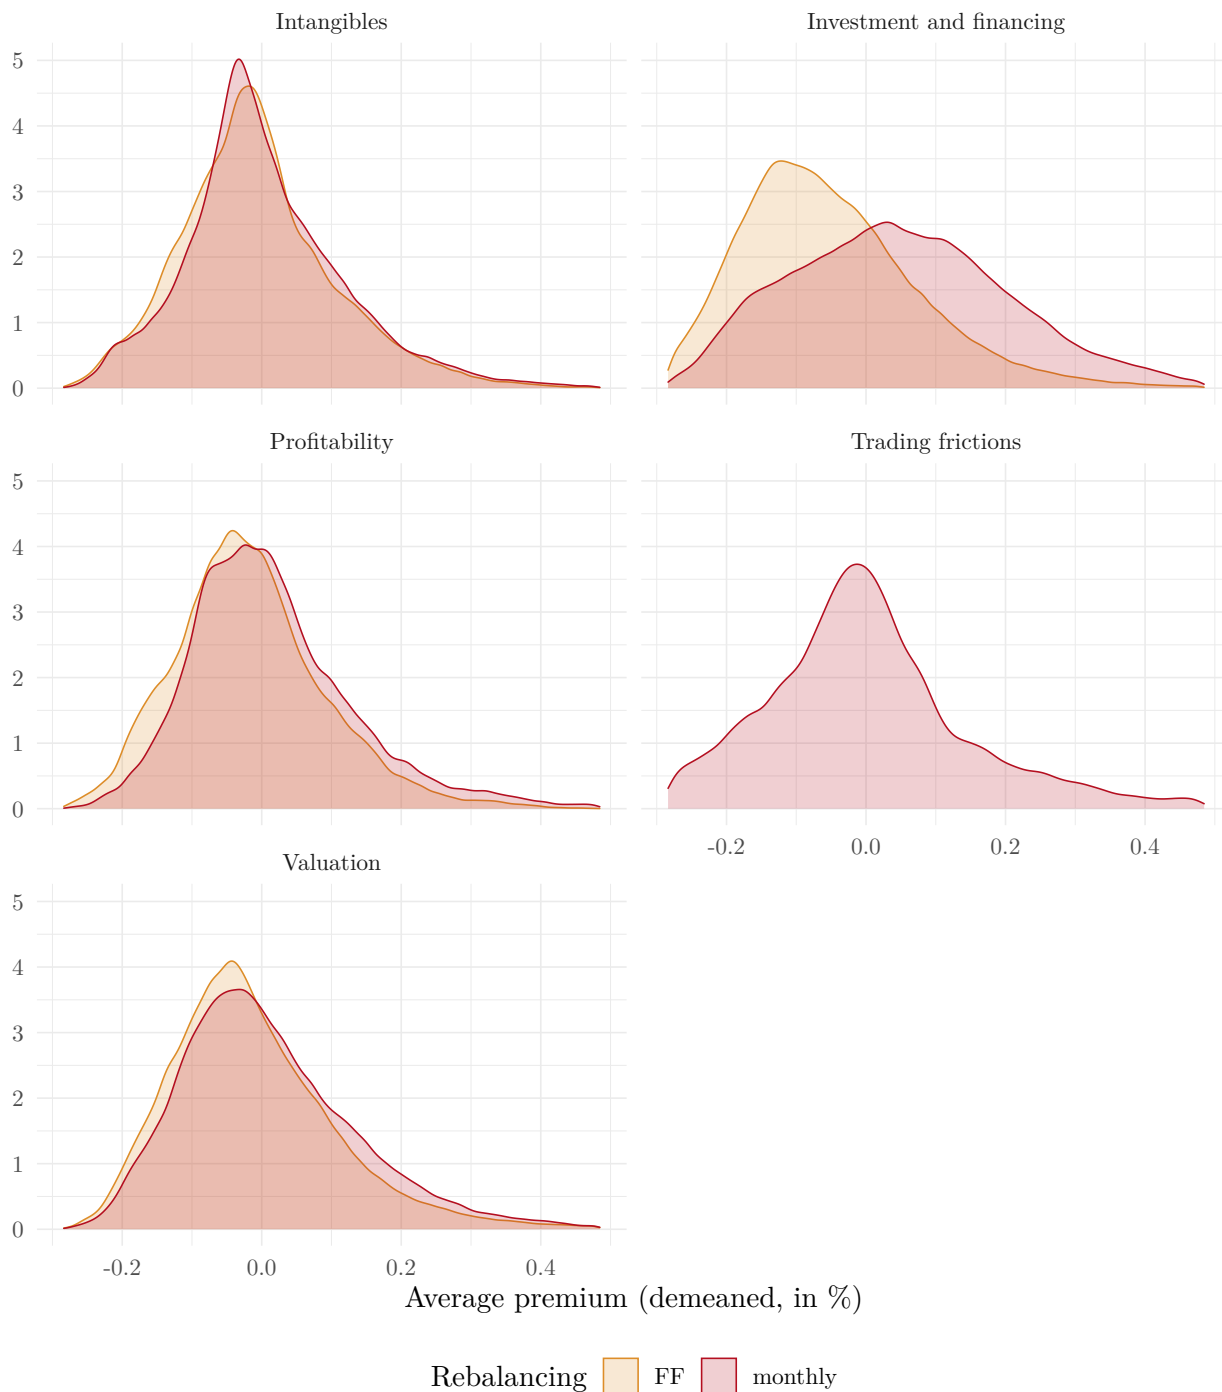 Intangibles
Investment and financing
5
4
3
2
1
0
Profitability
Trading frictions
5
4
3
2
1
0
-0.2 0.0 0.2 0.4
Valuation
5
4
3
2
1
0
-0.2 0.0 0.2 0.4
Average premium (demeaned, in %)
Rebalancing FF monthly